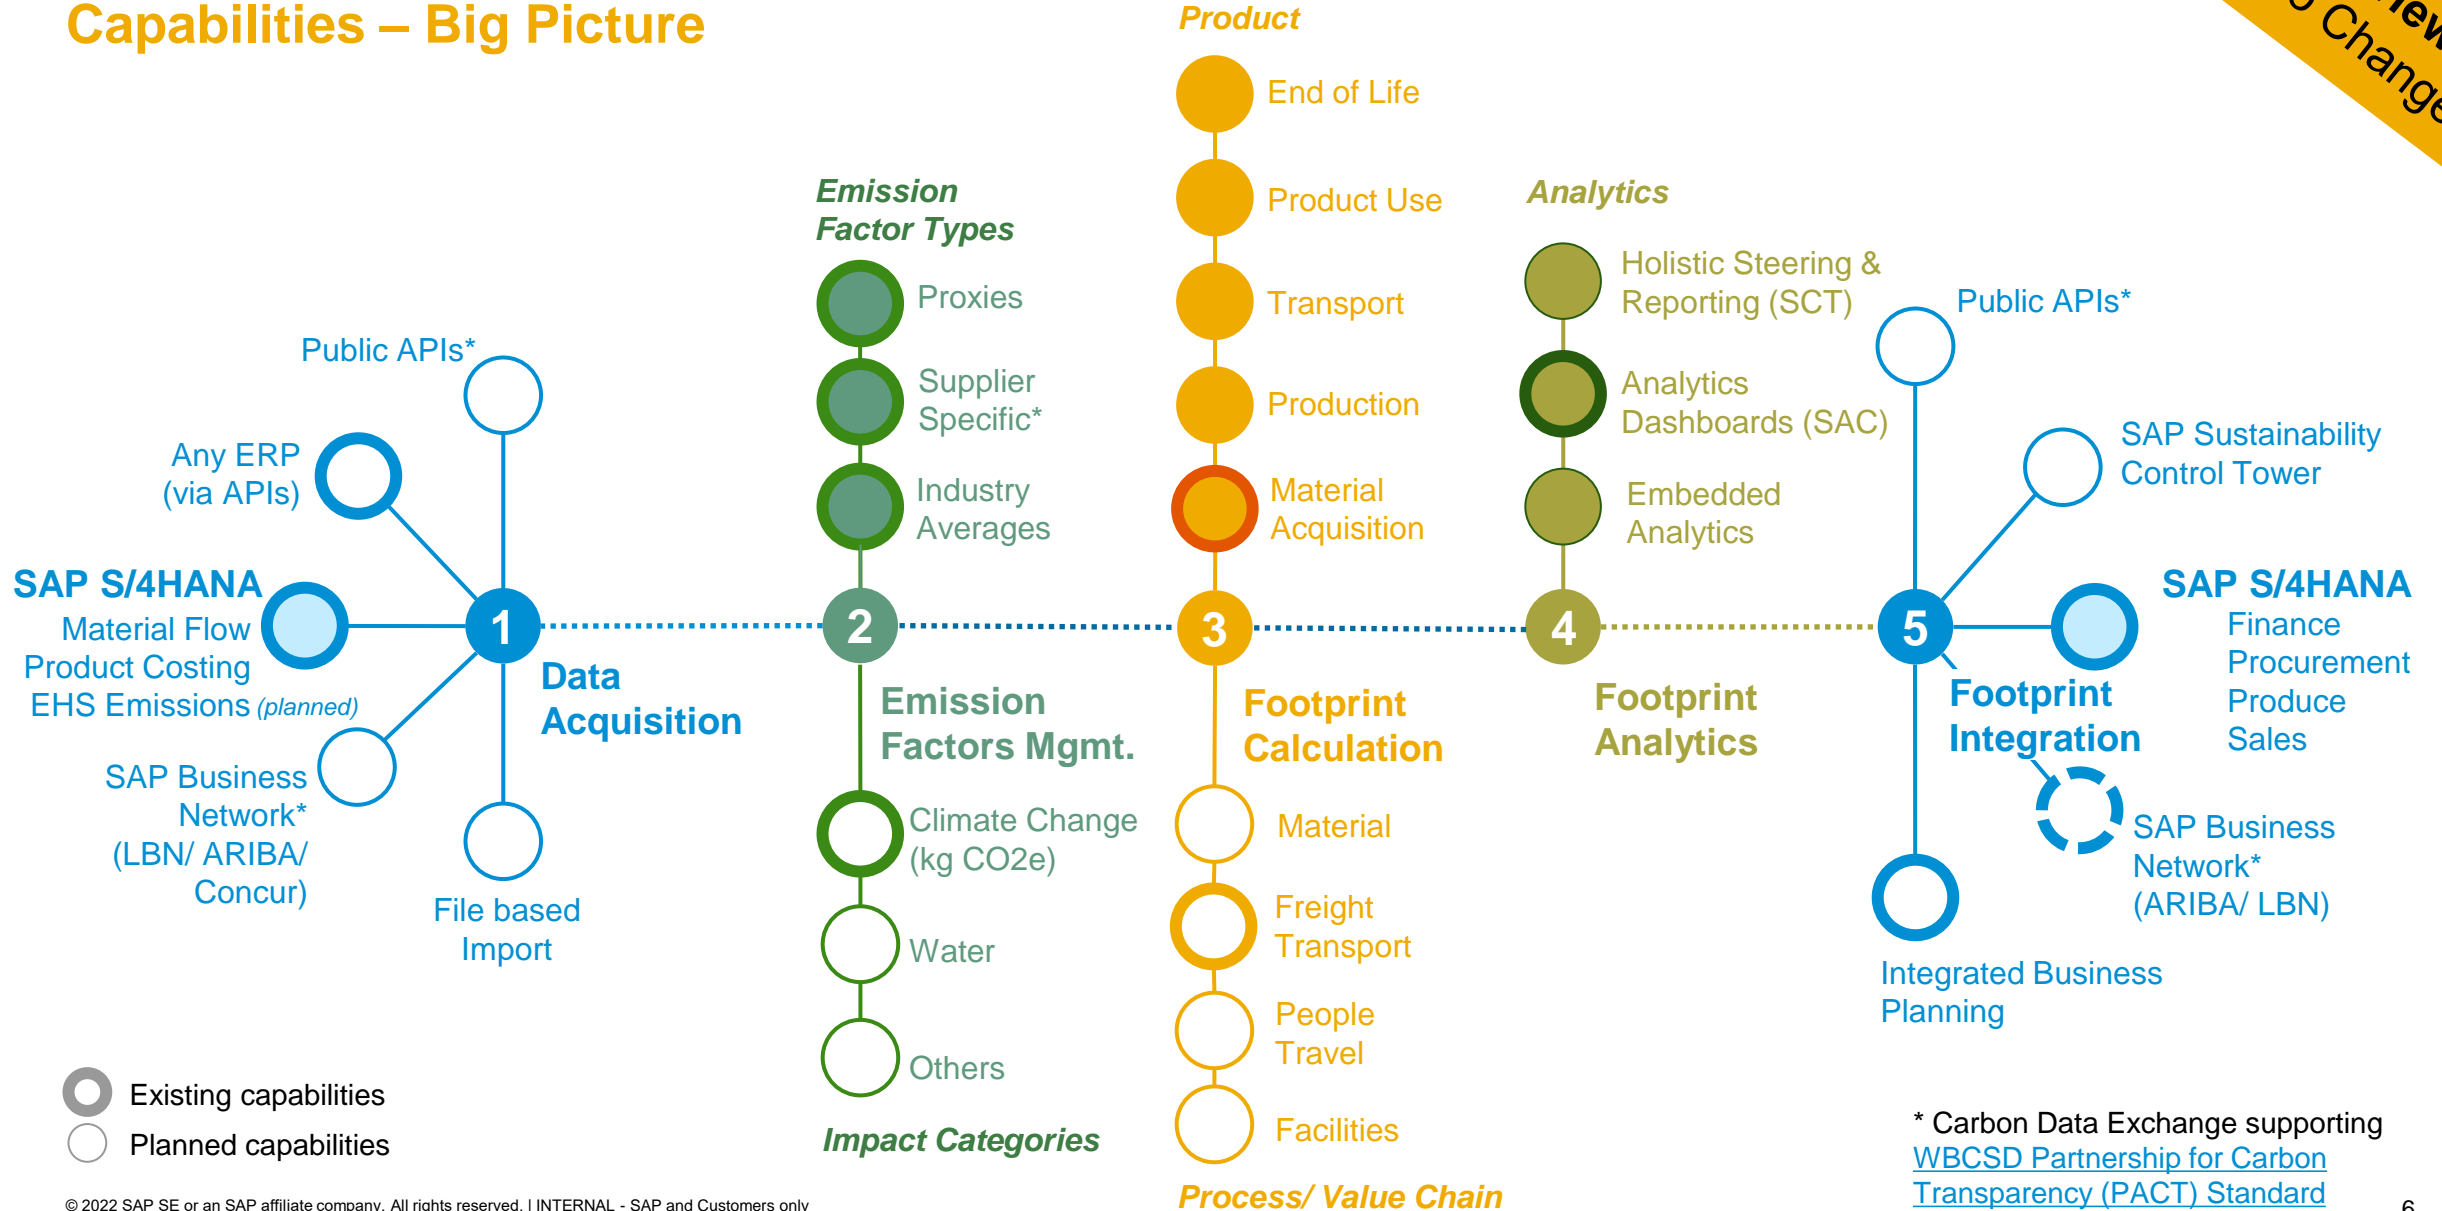 Capabilities – Big Picture
Product
End of Life
Product Use
Transport
Production
Material
Acquisition
Emission
Factor Types
Proxies
Supplier
Specific*
Industry
Averages
Analytics
Holistic Steering &
Reporting (SCT)
Analytics
Dashboards (SAC)
Embedded
Analytics
Public APIs*
Any ERP
(via APIs)
SAP S/4HANA
Material Flow
Product Costing
EHS Emissions (planned)
SAP Business
Network*
(LBN/ ARIBA/
Concur)
File based
Import
1
Data
Acquisition
2
Emission
Factors Mgmt.
3
Footprint
Calculation
4
Footprint
Analytics
5
Footprint
Integration
Climate Change
(kg CO2e)
Water
Others
Impact Categories
Material
Freight
Transport
People
Travel
Facilities
Process/ Value Chain
Public APIs*
SAP Sustainability
Control Tower
SAP S/4HANA
Finance
Procurement
Produce
Sales
SAP Business
Network*
(ARIBA/ LBN)
Integrated Business
Planning
Existing capabilities
Planned capabilities
* Carbon Data Exchange supporting
WBCSD Partnership for Carbon
Transparency (PACT) Standard
© 2022 SAP SE or an SAP affiliate company. All rights reserved. | INTERNAL - SAP and Customers only
6